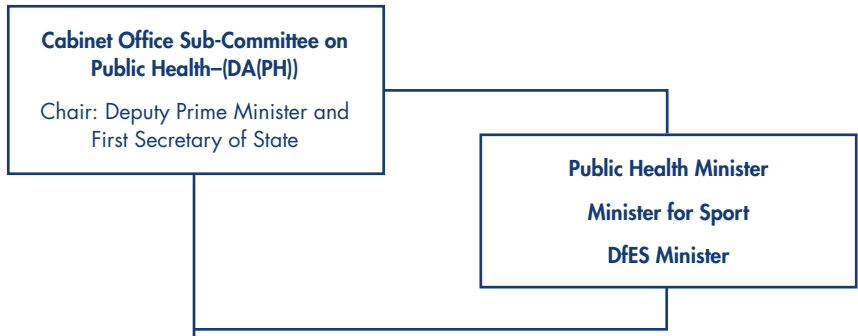 Cabinet Office Sub-Committee on
Public Health–(DA(PH))
Chair: Deputy Prime Minister and
First Secretary of State
Public Health Minister
Minister for Sport
DfES Minister